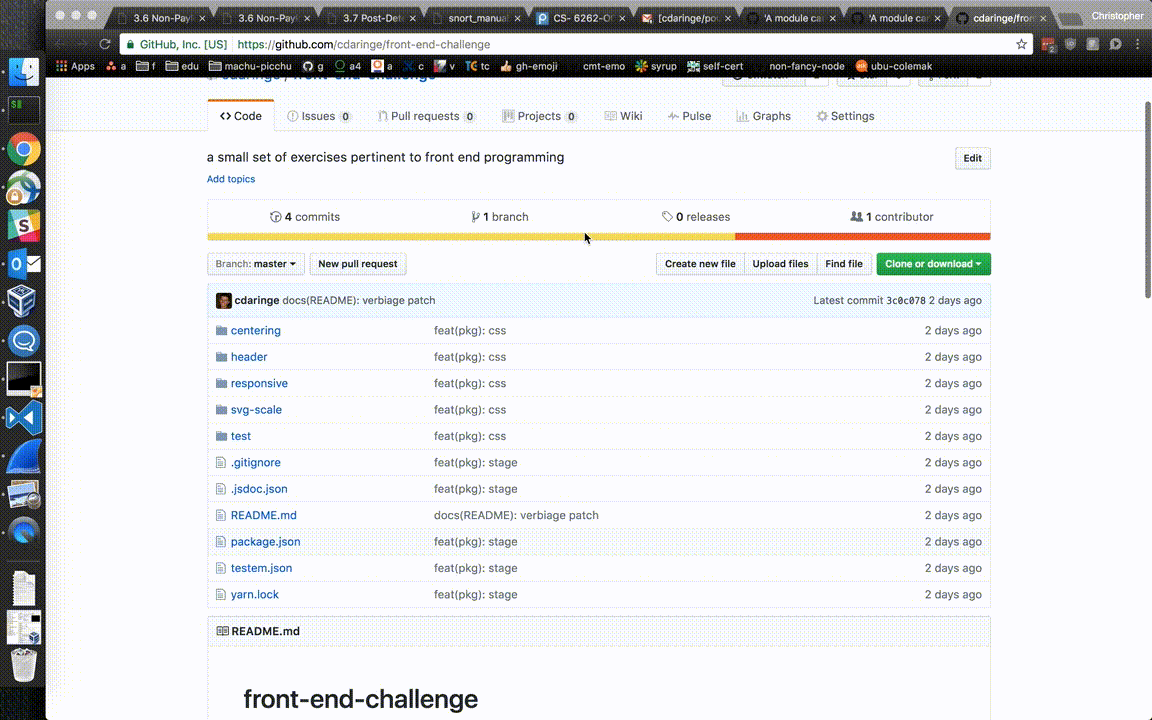 3.6 Non-Payl
3.6 Non-Payl
3.7 Post-Dete
snort_manual
CS- 6262-O
[cdaringe/po
'A module ca
'A module ca
cdaringe/fron
Christopher
GitHub, Inc. [US] https://github.com/cdaringe/front-end-challenge
Apps a f edu machu-picchu g a4 a c v tc gh-emoji cmt-emo syrup self-cert non-fancy-node ubu-colemak
Code Issues 0 Pull requests 0 Projects 0 Wiki Pulse Graphs Settings
a small set of exercises pertinent to front end programming Edit
Add topics
4 commits 1 branch 0 releases 1 contributor
Branch: master New pull request Create new file Upload files Find file Clone or download
cdaringe docs(README): verbiage patch Latest commit 3c0c078 2 days ago
centering feat(pkg): css 2 days ago
header feat(pkg): css 2 days ago
responsive feat(pkg): css 2 days ago
svg-scale feat(pkg): css 2 days ago
test feat(pkg): css 2 days ago
.gitignore feat(pkg): stage 2 days ago
.jsdoc.json feat(pkg): stage 2 days ago
README.md docs(README): verbiage patch 2 days ago
package.json feat(pkg): stage 2 days ago
testem.json feat(pkg): stage 2 days ago
yarn.lock feat(pkg): stage 2 days ago
README.md
front-end-challenge